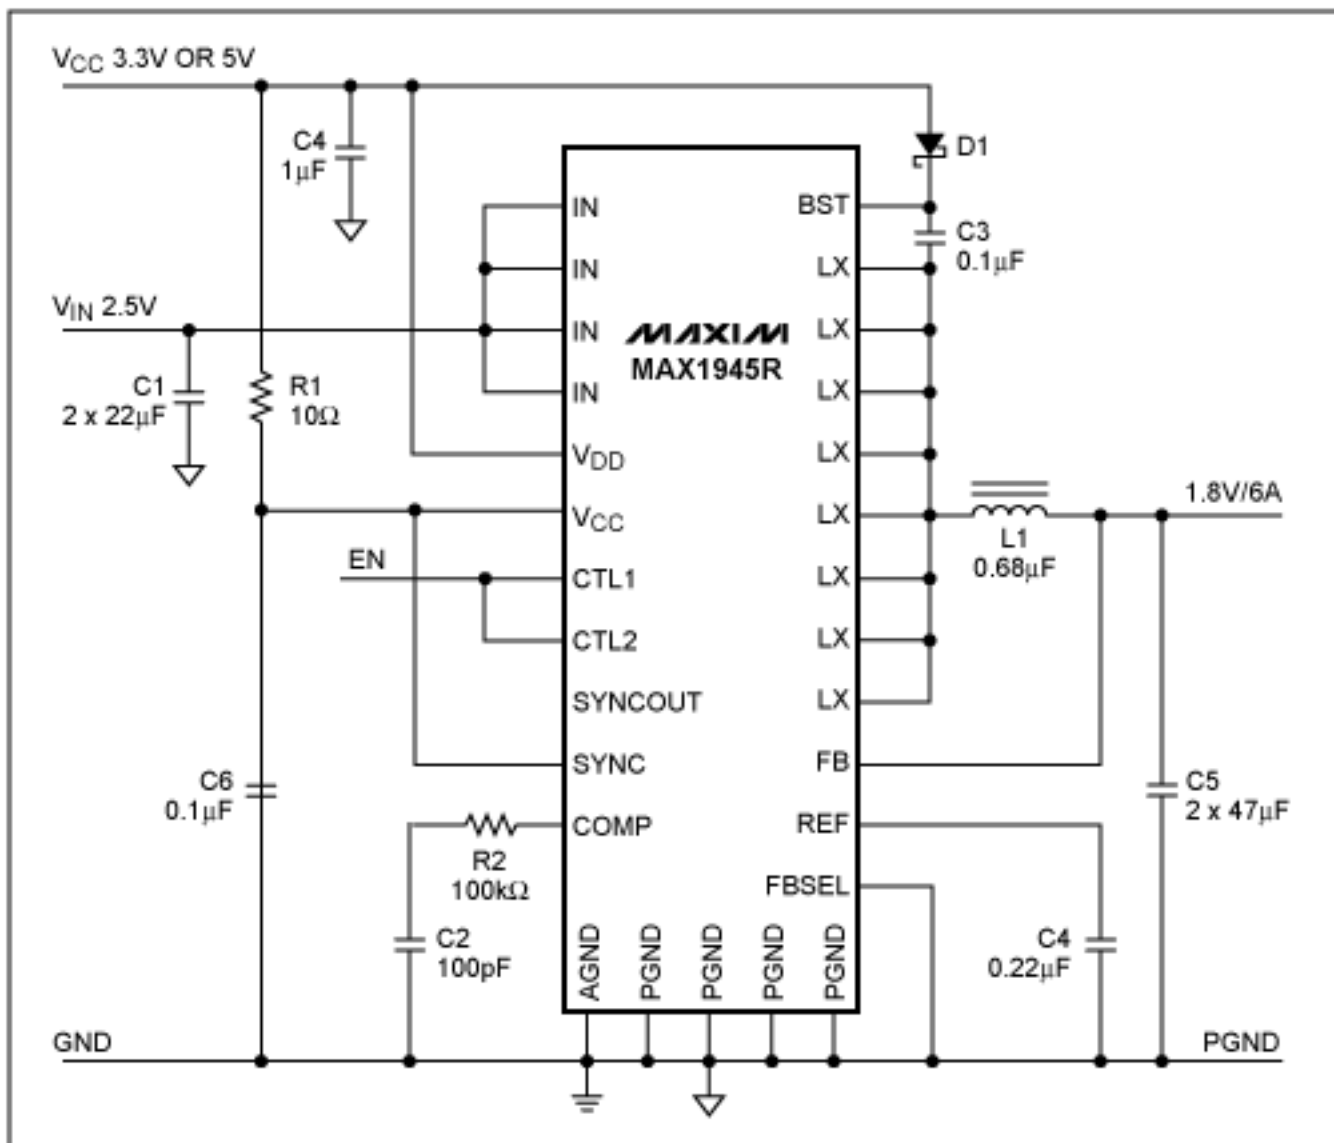 VCC 3.3V OR 5V
C4
1µF
D1
IN
BST
C3
0.1µF
IN
LX
VIN 2.5V
IN
MAXIM
LX
MAX1945R
C1
2 x 22µF
R1
10Ω
IN
LX
VDD
LX
1.8V/6A
VCC
LX
L1
0.68µF
EN
CTL1
LX
CTL2
LX
SYNCOUT
LX
SYNC
FB
C6
0.1µF
C5
2 x 47µF
COMP
REF
R2
100kΩ
FBSEL
C2
100pF
AGND
PGND
PGND
PGND
PGND
C4
0.22µF
GND
PGND